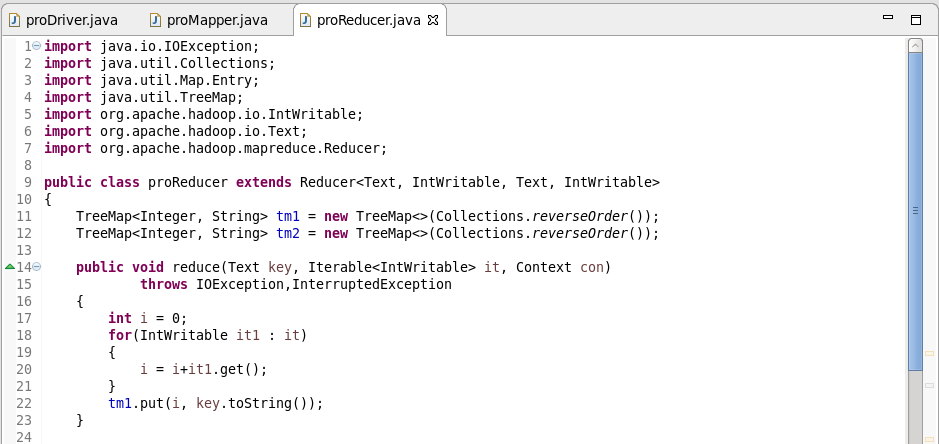 proDriver.java proMapper.java proReducer.java
1 import java.io.IOException;
2 import java.util.Collections;
3 import java.util.Map.Entry;
4 import java.util.TreeMap;
5 import org.apache.hadoop.io.IntWritable;
6 import org.apache.hadoop.io.Text;
7 import org.apache.hadoop.mapreduce.Reducer;
8
9 public class proReducer extends Reducer<Text, IntWritable, Text, IntWritable>
10 {
11     TreeMap<Integer, String> tm1 = new TreeMap<>(Collections.reverseOrder());
12     TreeMap<Integer, String> tm2 = new TreeMap<>(Collections.reverseOrder());
13
14     public void reduce(Text key, Iterable<IntWritable> it, Context con)
15             throws IOException,InterruptedException
16     {
17         int i = 0;
18         for(IntWritable it1 : it)
19         {
20             i = i+it1.get();
21         }
22         tm1.put(i, key.toString());
23     }
24